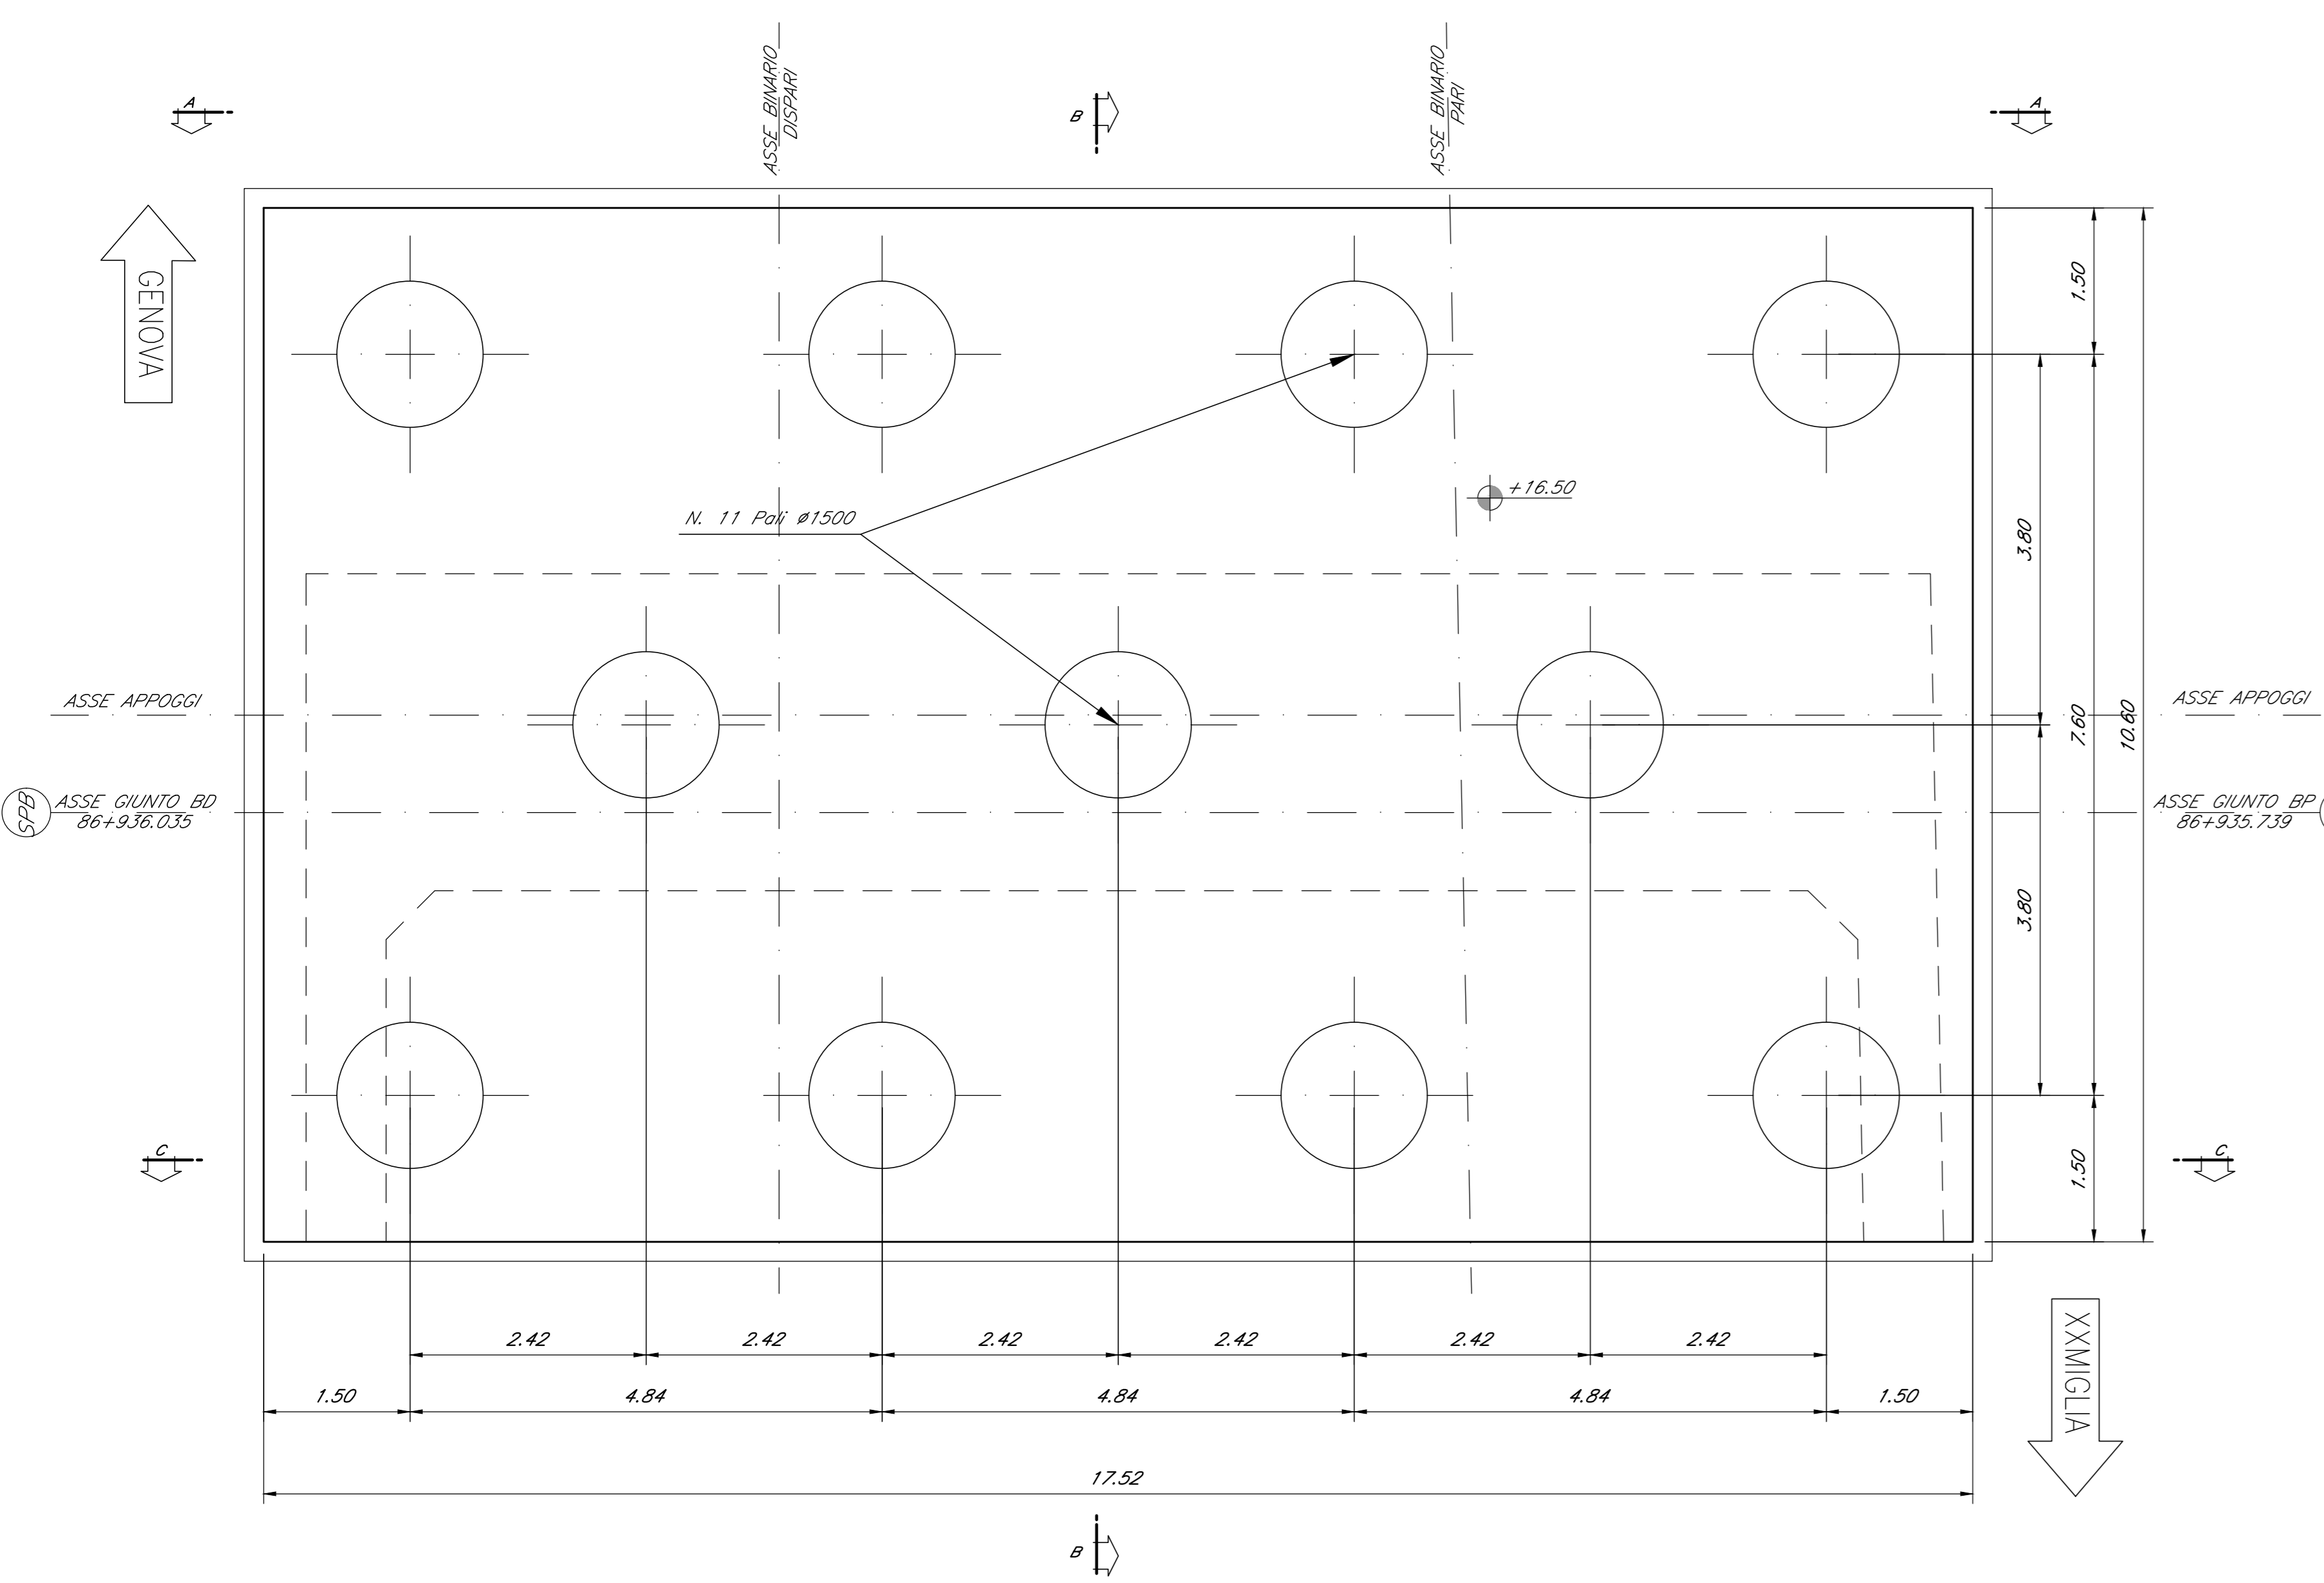 ASSE BINARIO
DISPARI
ASSE BINARIO
PARI
A
B
A
GENOVA
1.50
+16.50
N. 11 Pali ø1500
3.80
ASSE APPOGGI
ASSE APPOGGI
7.60
10.60
SPB
ASSE GIUNTO BD
86+936.035
ASSE GIUNTO BP
86+935.739
3.80
C
C
1.50
2.42
2.42
2.42
2.42
2.42
2.42
1.50
4.84
4.84
4.84
1.50
XXMIGLIA
17.52
B